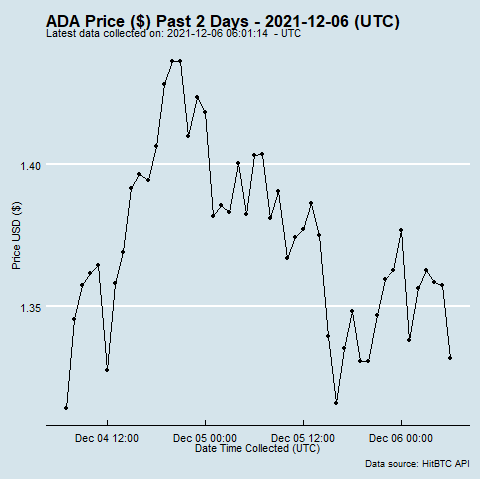 ADA Price ($) Past 2 Days - 2021-12-06 (UTC)
Latest data collected on: 2021-12-06 06:01:14  - UTC
1.40
Price USD ($)
1.35
Dec 04 12:00
Dec 05 00:00
Dec 05 12:00
Dec 06 00:00
Date Time Collected (UTC)
Data source: HitBTC API